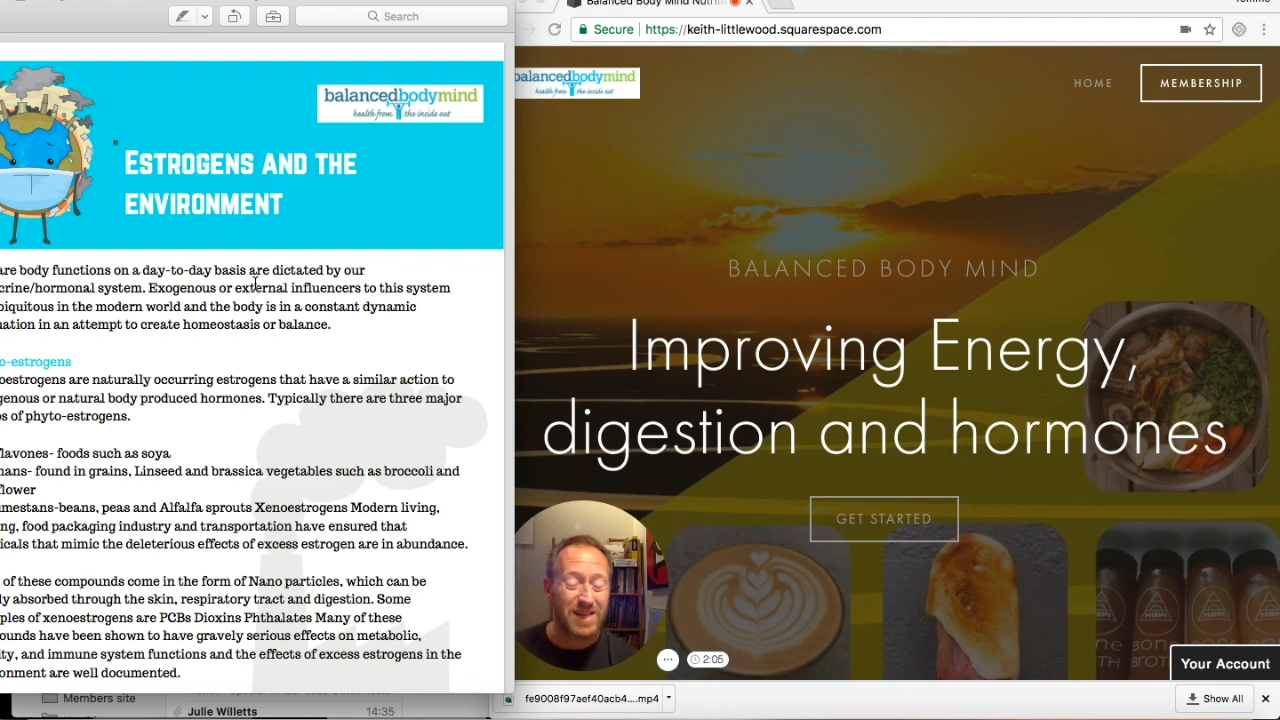 Search
balancedbodymind
health from the inside out
"
ESTROGENS AND THE
ENVIRONMENT
are body functions on a day-to-day basis are dictated by our
crine/hormonal system. Exogenous or external influencers to this system
biquitous in the modern world and the body is in a constant dynamic
uation in an attempt to create homeostasis or balance.
o-estrogens
oestrogens are naturally occurring estrogens that have a similar action to
genous or natural body produced hormones. Typically there are three major
s of phyto-estrogens.
flavones- foods such as soya
nans- found in grains, Linseed and brassica vegetables such as broccoli and
flower
umestans-beans, peas and Alfalfa sprouts Xenoestrogens Modern living,
ng, food packaging industry and transportation have ensured that
icals that mimic the deleterious effects of excess estrogen are in abundance.
of these compounds come in the form of Nano particles, which can be
ly absorbed through the skin, respiratory tract and digestion. Some
ples of xenoestrogens are PCBs Dioxins Phthalates Many of these
ounds have been shown to have gravely serious effects on metabolic,
ity, and immune system functions and the effects of excess estrogens in the
onment are well documented.
Members site
Julie Willetts
14:35
Balanced Body Mind Nutriti
Secure
https://keith-littlewood.squarespace.com
balancedbodymind
health from the inside out
HOME
MEMBERSHIP
BALANCED BODY MIND
Improving Energy,
digestion and hormones
GET STARTED
2:05
Your Account
fe9008f97aef40acb4....mp4
Show All